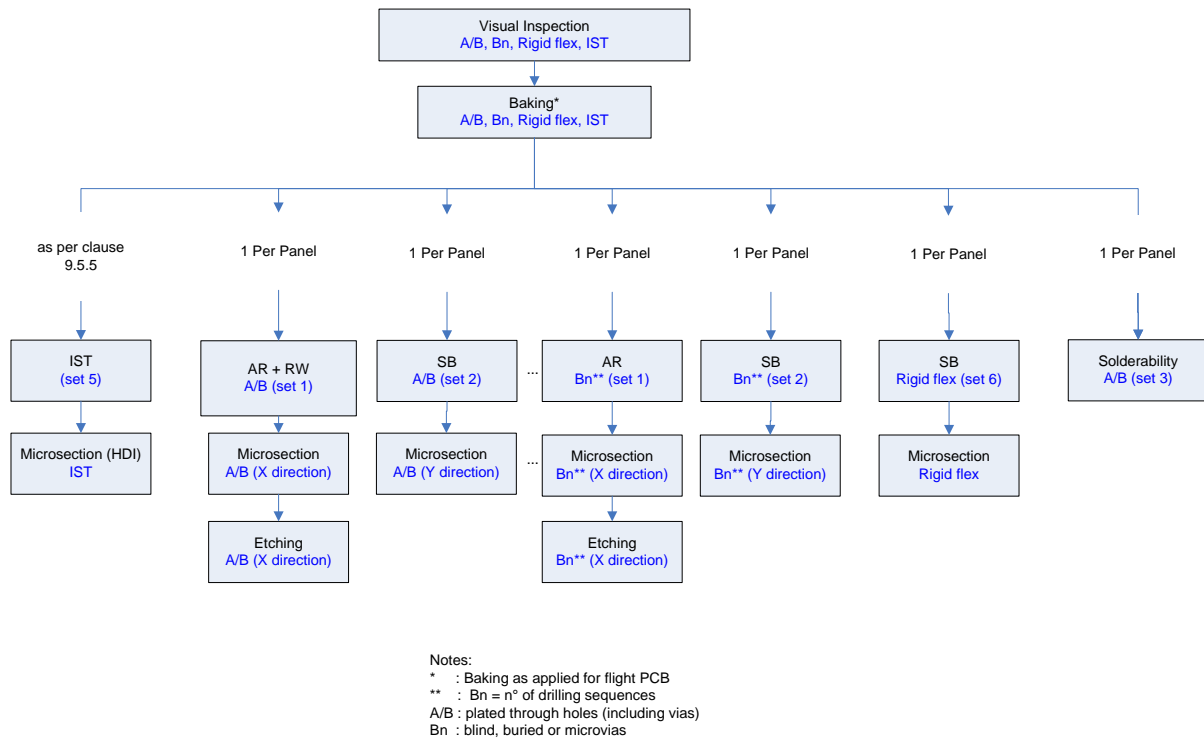 Visual Inspection
A/B, Bn, Rigid flex, IST
Baking*
A/B, Bn, Rigid flex, IST
as per clause
9.5.5
1 Per Panel
1 Per Panel
1 Per Panel
1 Per Panel
1 Per Panel
1 Per Panel
IST
(set 5)
AR + RW
A/B (set 1)
SB
A/B (set 2)
...
AR
Bn** (set 1)
SB
Bn** (set 2)
SB
Rigid flex (set 6)
Solderability
A/B (set 3)
Microsection (HDI)
IST
Microsection
A/B (X direction)
Microsection
A/B (Y direction)
...
Microsection
Bn** (X direction)
Microsection
Bn** (Y direction)
Microsection
Rigid flex
Etching
A/B (X direction)
Etching
Bn** (X direction)
Notes:
* : Baking as applied for flight PCB
** : Bn = n° of drilling sequences
A/B : plated through holes (including vias)
Bn : blind, buried or microvias